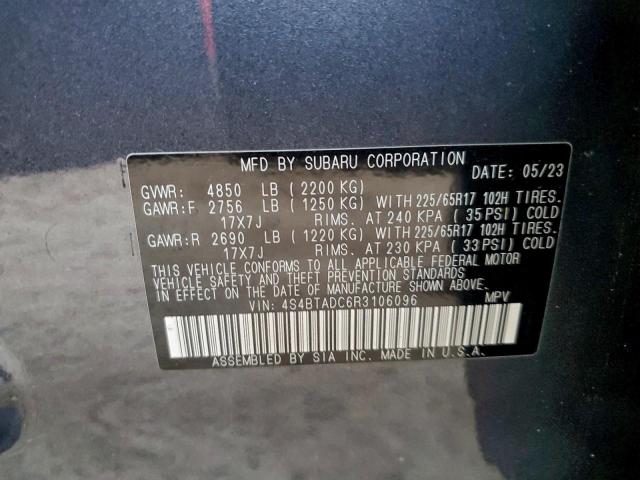 MFD BY SUBARU CORPORATION
DATE: 05/23
GVWR: 4850 LB (2200 KG)
GAWR:F 2756 LB (1250 KG) WITH 225/65R17 102H TIRES.
17X7J RIMS. AT 240 KPA (35 PSI) COLD
GAWR:R 2690 LB (1220 KG) WITH 225/65R17 102H TIRES.
17X7J RIMS. AT 230 KPA (33 PSI) COLD
THIS VEHICLE CONFORMS TO ALL APPLICABLE FEDERAL MOTOR
VEHICLE SAFETY AND THEFT PREVENTION STANDARDS
IN EFFECT ON THE DATE OF MANUFACTURE SHOWN ABOVE.
VIN: 4S4BTADC6R3106096 MPV
ASSEMBLED BY SIA INC. MADE IN U.S.A.